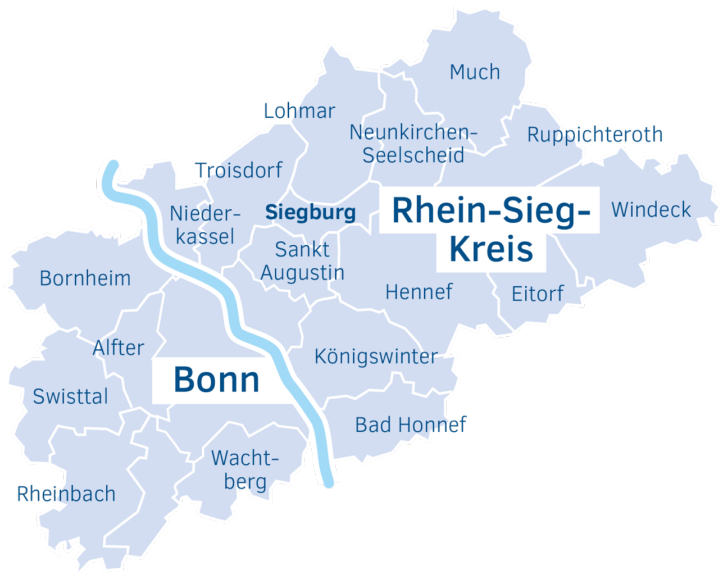 Much
Lohmar
Neunkirchen-
Seelscheid
Ruppichteroth
Troisdorf
Nieder-
kassel
Siegburg
Rhein-Sieg-
Kreis
Windeck
Sankt
Augustin
Bornheim
Hennef
Eitorf
Alfter
Königswinter
Bonn
Swisttal
Bad Honnef
Wacht-
berg
Rheinbach